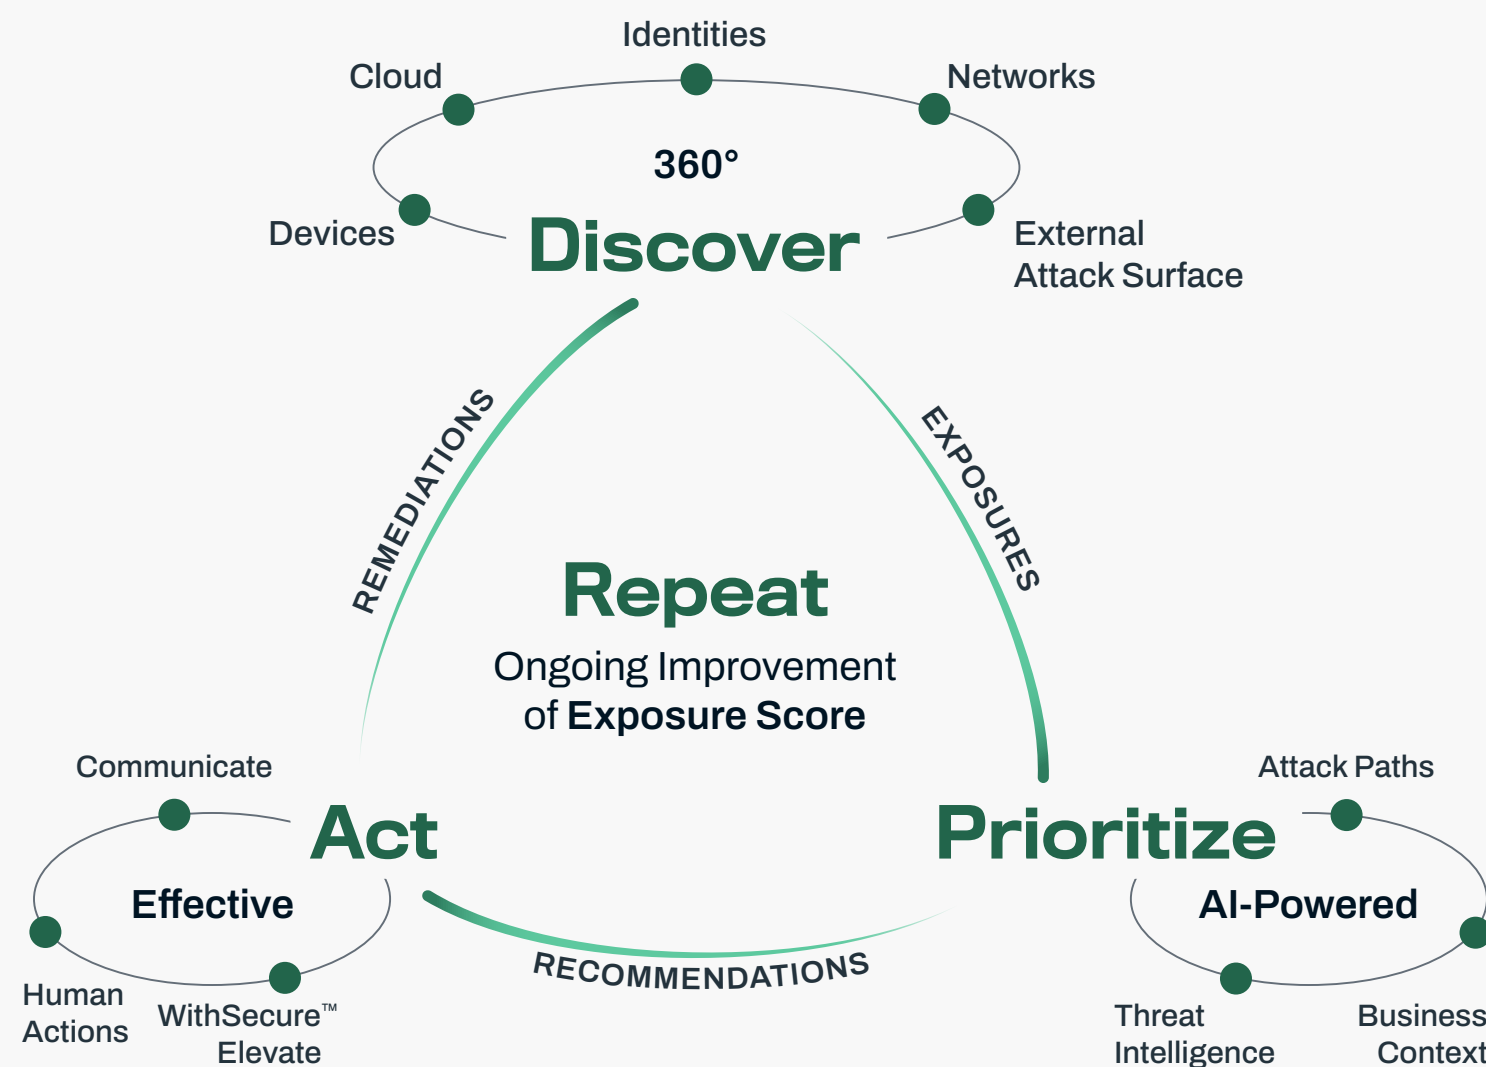 Identities
Cloud
Networks
360°
Devices
Discover
External
Attack Surface
REMEDIATIONS
EXPOSURES
Repeat
Ongoing Improvement
of Exposure Score
Communicate
Act
Effective
Human
Actions
WithSecure™
Elevate
RECOMMENDATIONS
Attack Paths
Prioritize
AI-Powered
Threat
Intelligence
Business
Context